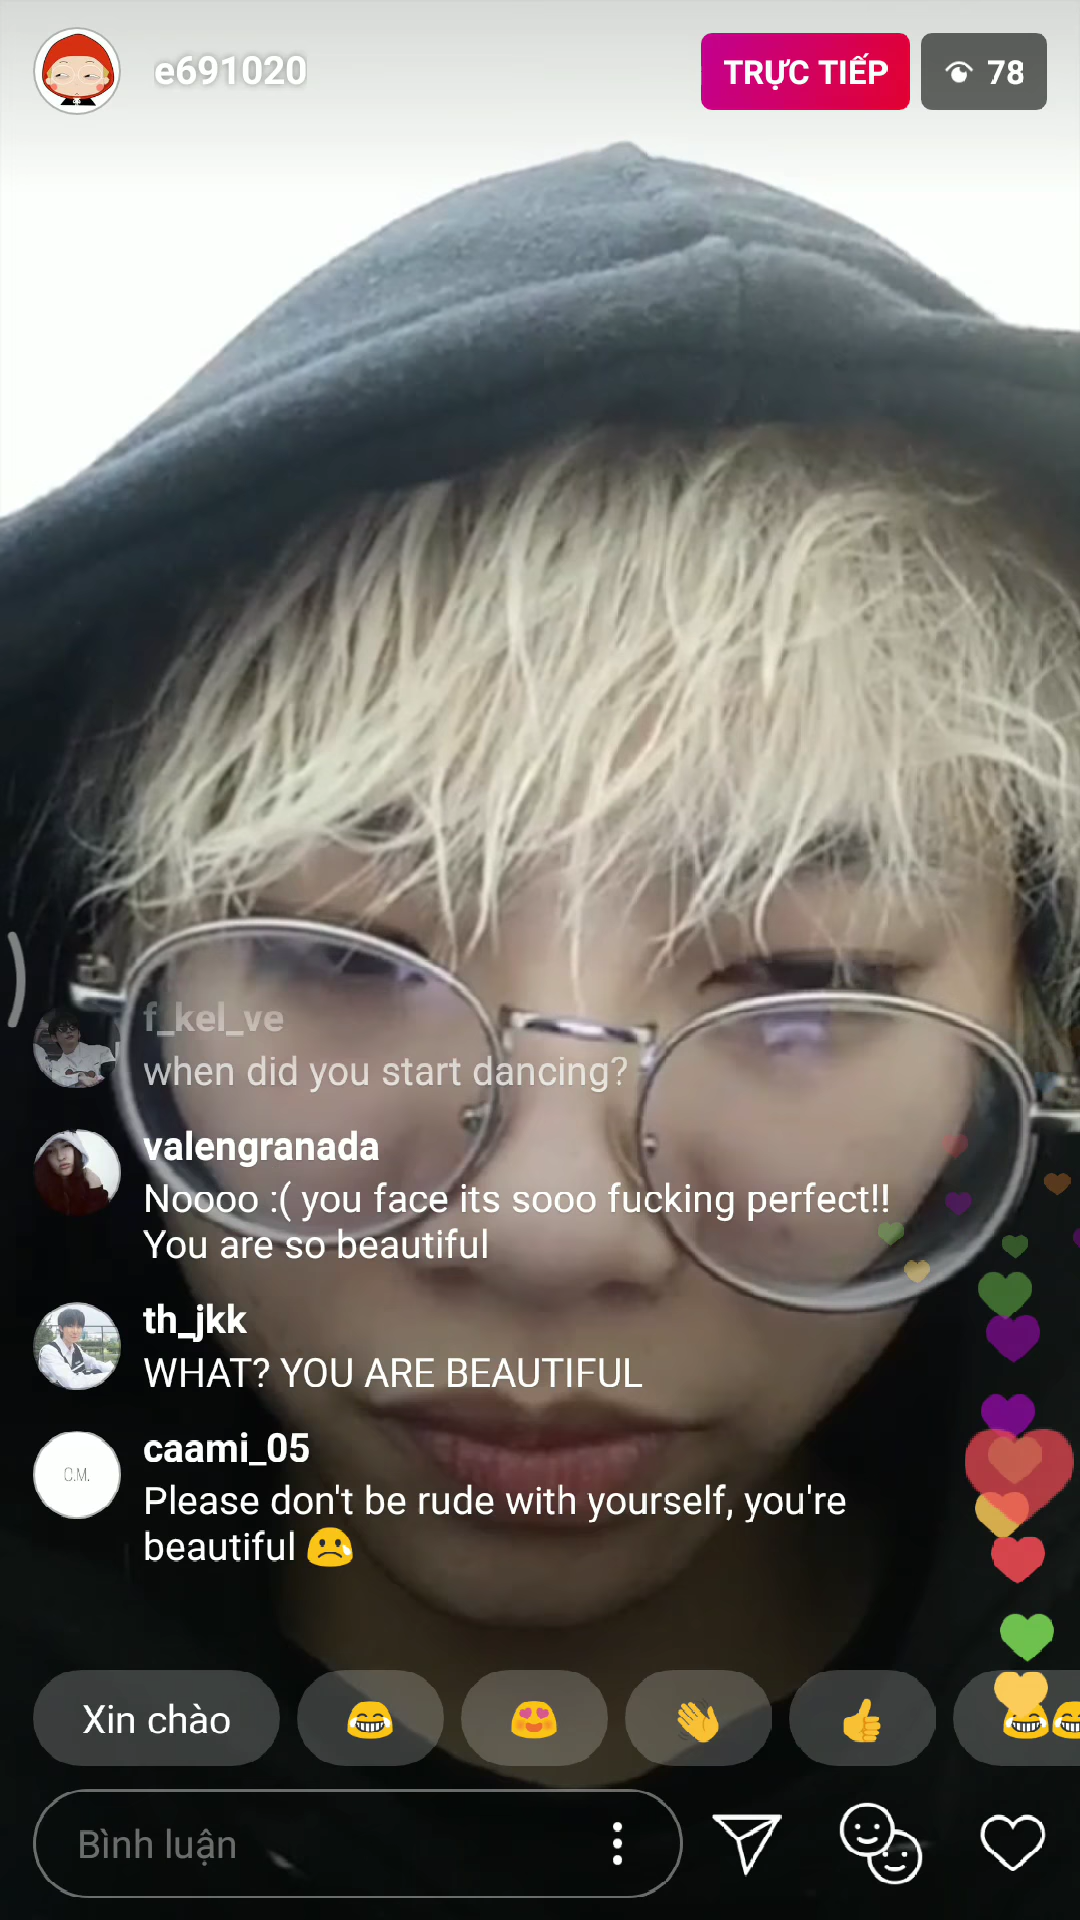 e691020
TRỰC TIẾP
78
f_kel_ve
when did you start dancing?
valengranada
Noooo :( you face its sooo fucking perfect!!
You are so beautiful
th_jkk
WHAT? YOU ARE BEAUTIFUL
caami_05
C.M.
Please don't be rude with yourself, you're
beautiful 😢
Xin chào
Bình luận